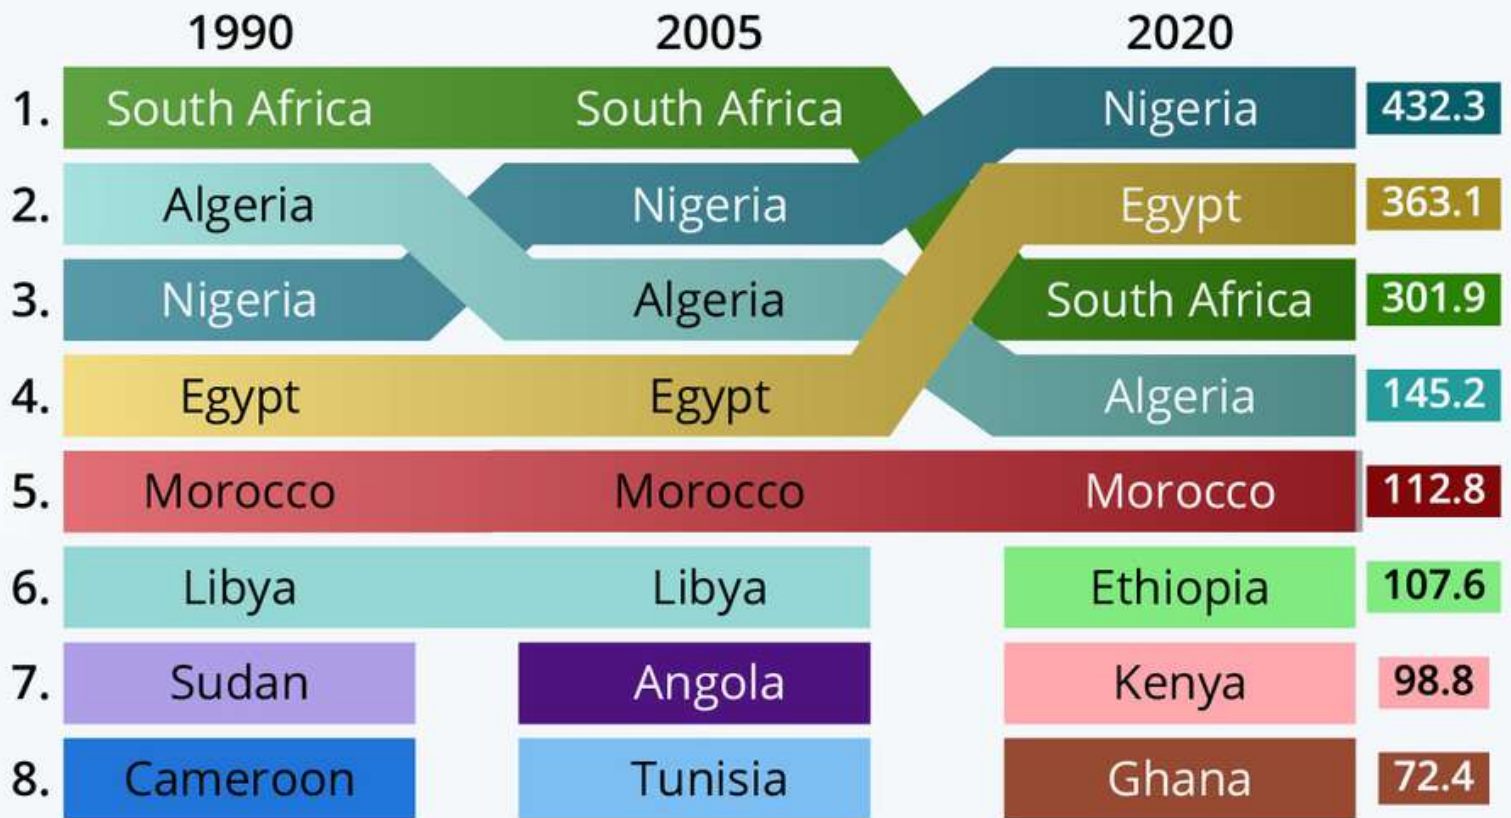 1990 2005 2020
1. South Africa South Africa Nigeria 432.3
2. Algeria Nigeria Egypt 363.1
3. Nigeria Algeria South Africa 301.9
4. Egypt Egypt Algeria 145.2
5. Morocco Morocco Morocco 112.8
6. Libya Libya Ethiopia 107.6
7. Sudan Angola Kenya 98.8
8. Cameroon Tunisia Ghana 72.4